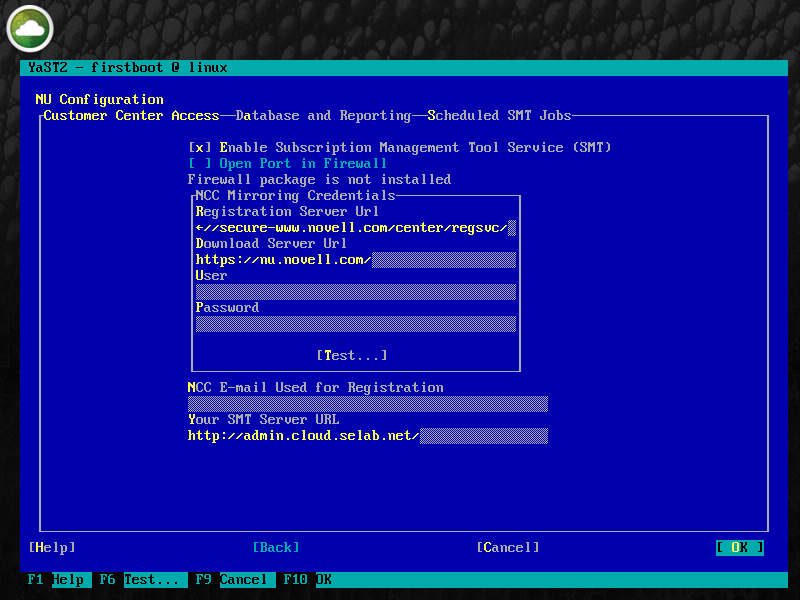 YaST2 - firstboot @ linux
NU Configuration
Customer Center Access Database and Reporting Scheduled SMT Jobs
[x] Enable Subscription Management Tool Service (SMT)
[ ] Open Port in Firewall
Firewall package is not installed
NCC Mirroring Credentials
Registration Server Url
←//secure-www.novell.com/center/regsvc/
Download Server Url
https://nu.novell.com/
User
Password
[Test...]
NCC E-mail Used for Registration
Your SMT Server URL
http://admin.cloud.selab.net/
[Help] [Back] [Cancel] [ OK ]
F1 Help F6 Test... F9 Cancel F10 OK